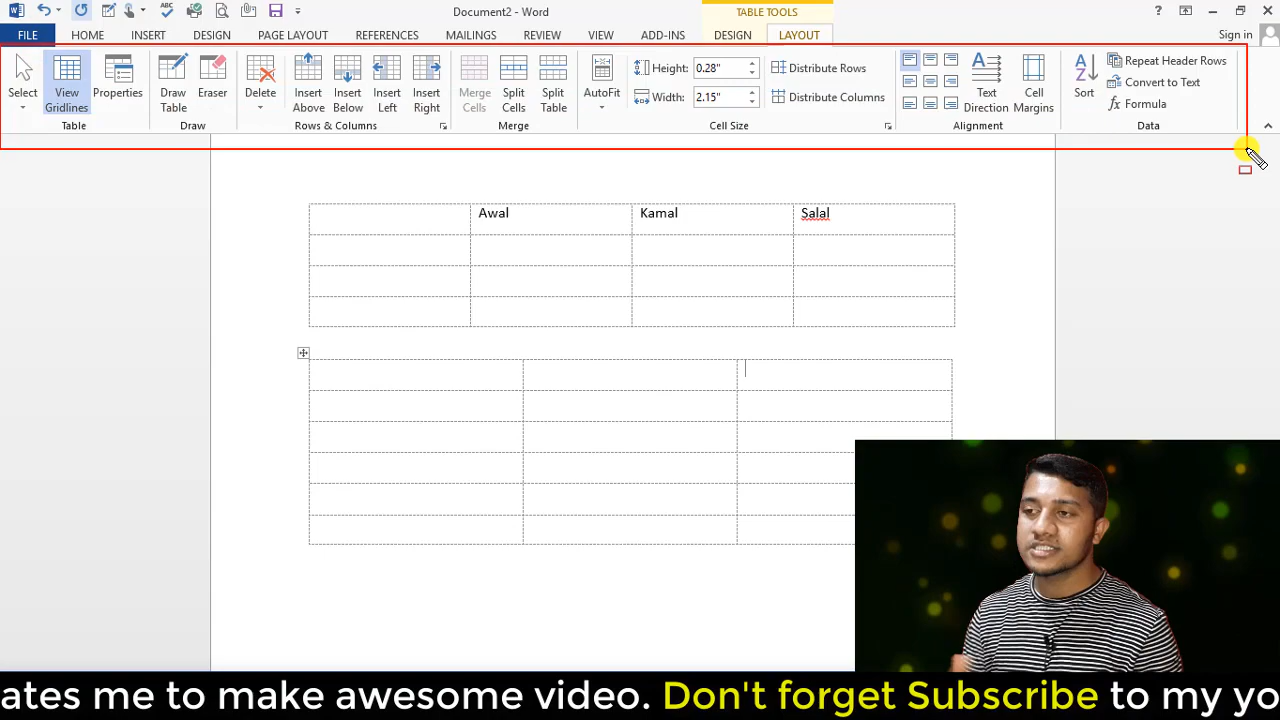 Document2 - Word
TABLE TOOLS
?
FILE HOME INSERT DESIGN PAGE LAYOUT REFERENCES MAILINGS REVIEW VIEW ADD-INS DESIGN LAYOUT Sign in
Select
View
Gridlines
Properties
Table
Draw
Table
Eraser
Draw
Delete
Insert
Above
Insert
Below
Insert
Left
Insert
Right
Rows & Columns
Merge
Cells
Split
Cells
Split
Table
Merge
AutoFit
Height: 0.28"
Width: 2.15"
Distribute Rows
Distribute Columns
Cell Size
Text
Direction
Cell
Margins
Alignment
Sort
Repeat Header Rows
Convert to Text
Formula
Data
Awal Kamal Salal
ates me to make awesome video. Don't forget Subscribe to my yo